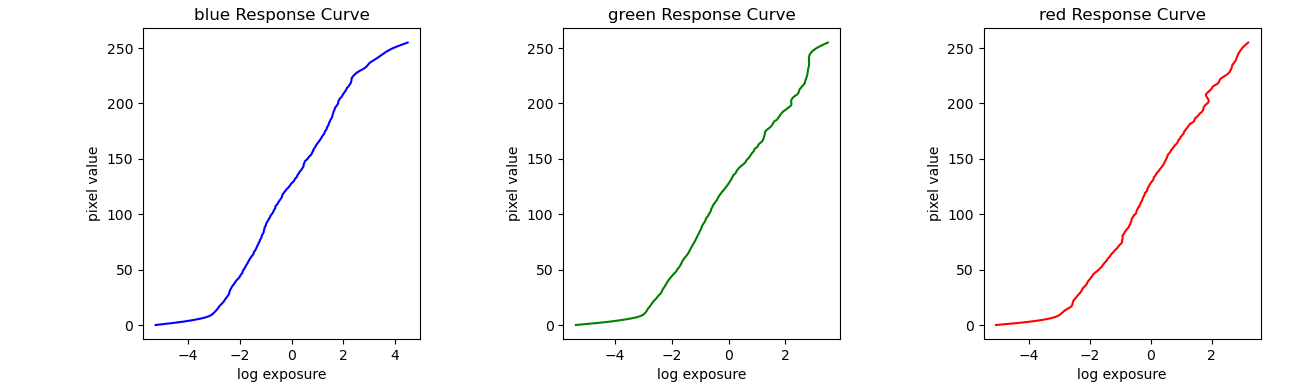 blue Response Curve
250
200
150
100
50
0
pixel value
−4 −2 0 2 4
log exposure
green Response Curve
250
200
150
100
50
0
pixel value
−4 −2 0 2
log exposure
red Response Curve
250
200
150
100
50
0
pixel value
−4 −2 0 2
log exposure